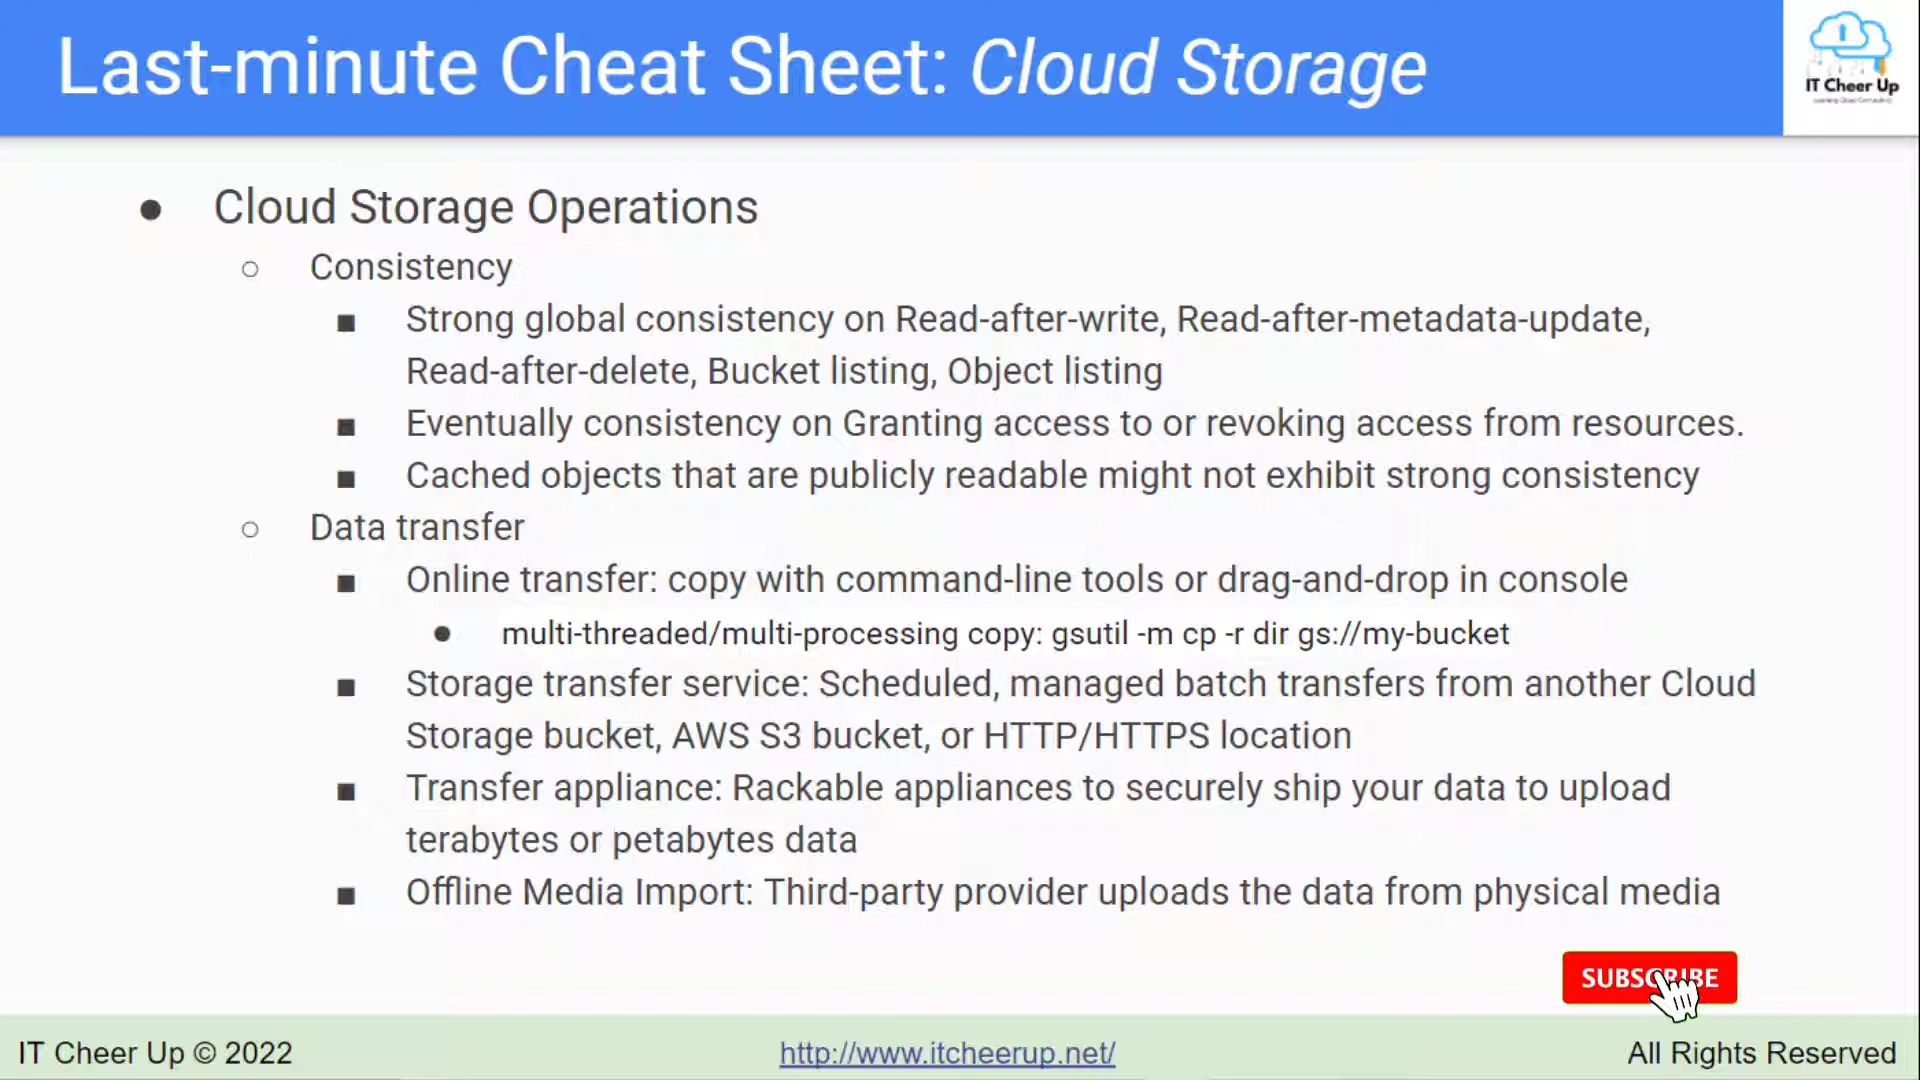 Last-minute Cheat Sheet: Cloud Storage
IT Cheer Up
● Cloud Storage Operations
○ Consistency
■ Strong global consistency on Read-after-write, Read-after-metadata-update,
Read-after-delete, Bucket listing, Object listing
■ Eventually consistency on Granting access to or revoking access from resources.
■ Cached objects that are publicly readable might not exhibit strong consistency
○ Data transfer
■ Online transfer: copy with command-line tools or drag-and-drop in console
● multi-threaded/multi-processing copy: gsutil -m cp -r dir gs://my-bucket
■ Storage transfer service: Scheduled, managed batch transfers from another Cloud
Storage bucket, AWS S3 bucket, or HTTP/HTTPS location
■ Transfer appliance: Rackable appliances to securely ship your data to upload
terabytes or petabytes data
■ Offline Media Import: Third-party provider uploads the data from physical media
SUBSCRIBE
IT Cheer Up © 2022
http://www.itcheerup.net/
All Rights Reserved